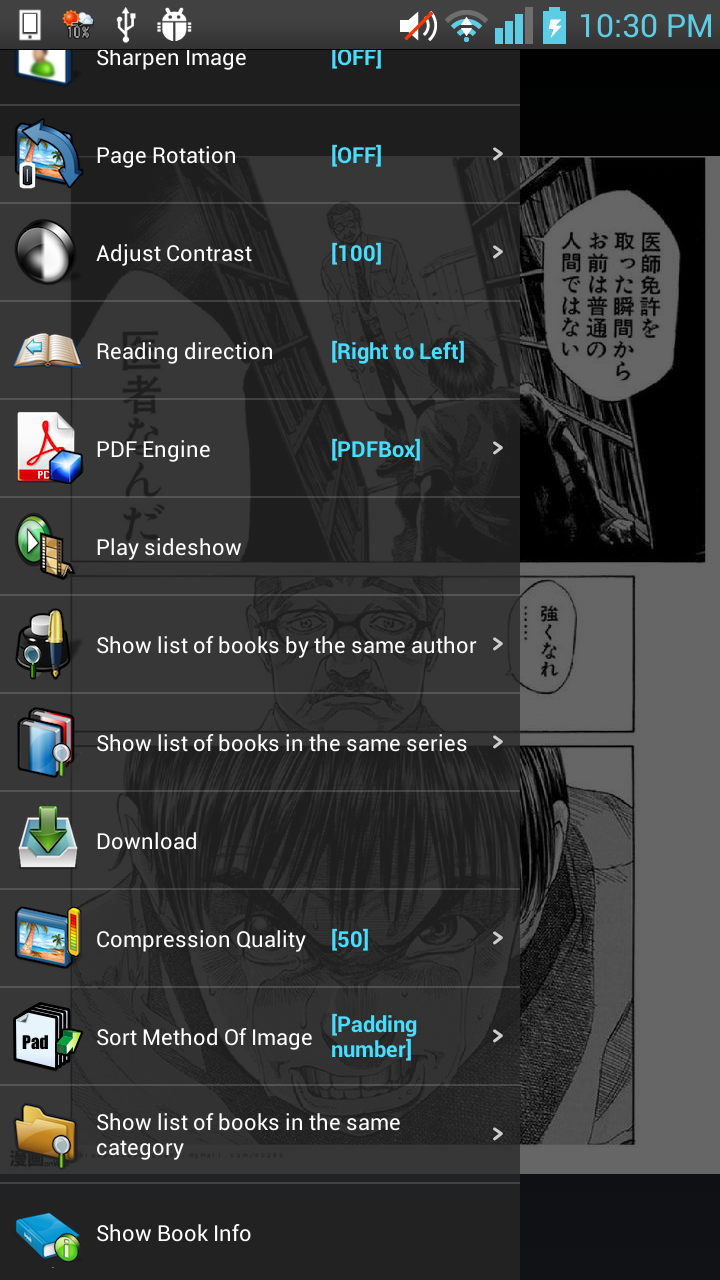 10%
10:30 PM
Sharpen Image [OFF]
Page Rotation [OFF]
Adjust Contrast [100]
Reading direction [Right to Left]
PDF Engine [PDFBox]
Play sideshow
Show list of books by the same author
Show list of books in the same series
Download
Compression Quality [50]
Pad
Sort Method Of Image [Padding
number]
Show list of books in the same
category
Show Book Info
医師免許を
取った瞬間から
お前は普通の
人間ではない
医者なんだ
強くなれ
……
漫画